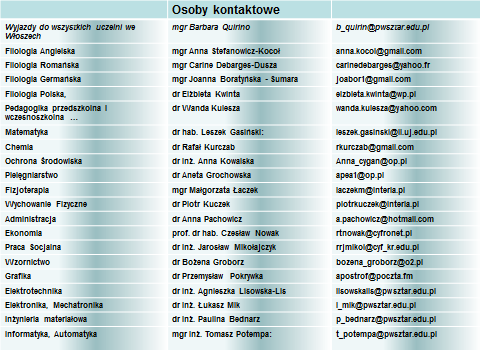 Osoby kontaktowe
Wyjazdy do wszystkich uczelni we Włoszech mgr Barbara Quirino b_quirin@pwsztar.edu.pl
Filologia Angielska mgr Anna Stefanowicz-Kocoł anna.kocol@gmail.com
Filologia Romańska mgr Carine Debarges-Dusza carinedebarges@yahoo.fr
Filologia Germańska mgr Joanna Boratyńska - Sumara joabor1@gmail.com
Filologia Polska, dr Elżbieta Kwinta elzbieta.kwinta@wp.pl
Pedagogika przedszkolna i wczesnoszkolna ... dr Wanda Kulesza wanda.kulesza@yahoo.com
Matematyka dr hab. Leszek Gasiński: leszek.gasinski@ii.uj.edu.pl
Chemia dr Rafał Kurczab rkurczab@gmail.com
Ochrona Środowiska dr inż. Anna Kowalska Anna_cygan@op.pl
Pielęgniarstwo dr Aneta Grochowska apea1@op.pl
Fizjoterapia mgr Małgorzata Łaczek laczekm@interia.pl
Wychowanie Fizyczne dr Piotr Kuczek piotrkuczek@interia.pl
Administracja dr Anna Pachowicz a.pachowicz@hotmail.com
Ekonomia prof. dr hab. Czesław Nowak rtnowak@cyfronet.pl
Praca Socjalna dr inż. Jarosław Mikołajczyk rrjmikol@cyf_kr.edu.pl
Wzornictwo dr Bożena Groborz bozena_groborz@o2.pl
Grafika dr Przemysław Pokrywka apostrof@poczta.fm
Elektrotechnika dr inż. Agnieszka Lisowska-Lis lisowskalis@pwsztar.edu.pl
Elektronika, Mechatronika dr inż. Łukasz Mik l_mik@pwsztar.edu.pl
Inżynieria materiałowa dr inż. Paulina Bednarz p_bednarz@pwsztar.edu.pl
Informatyka, Automatyka mgr inż. Tomasz Potempa: t_potempa@pwsztar.edu.pl